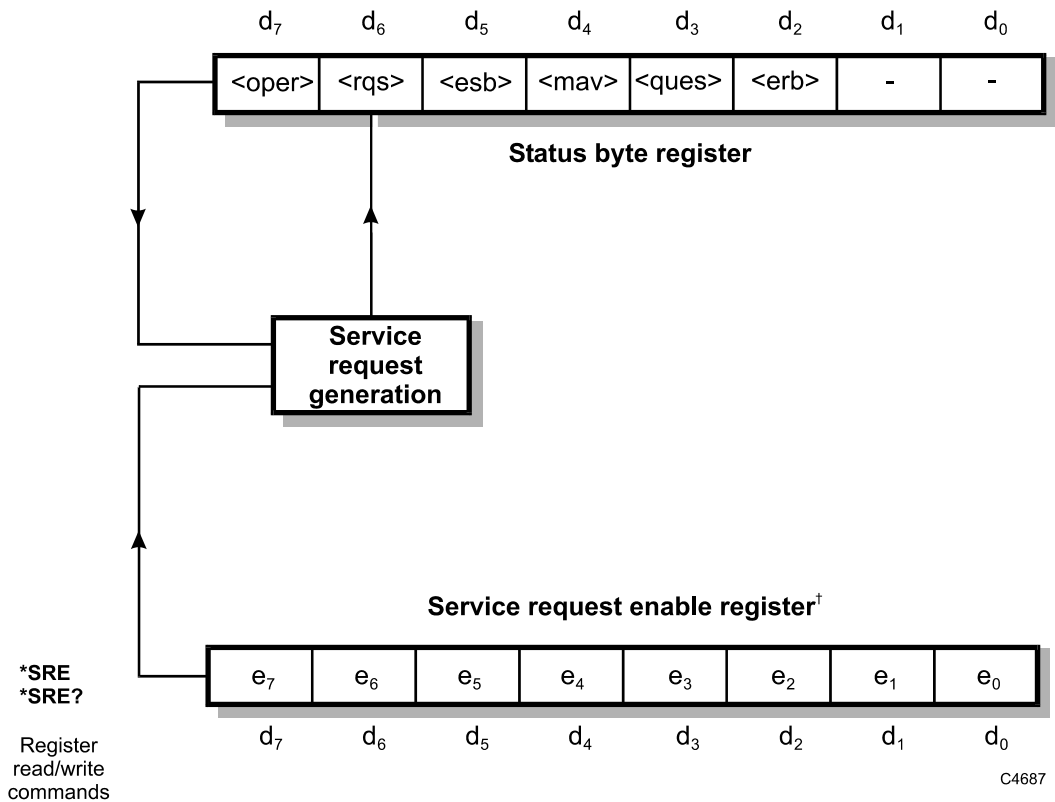 d₇ d₆ d₅ d₄ d₃ d₂ d₁ d₀
<oper> <rqs> <esb> <mav> <ques> <erb> - -
Status byte register
Service
request
generation
Service request enable register†
*SRE
*SRE?
e₇ e₆ e₅ e₄ e₃ e₂ e₁ e₀
d₇ d₆ d₅ d₄ d₃ d₂ d₁ d₀
Register
read/write
commands
C4687